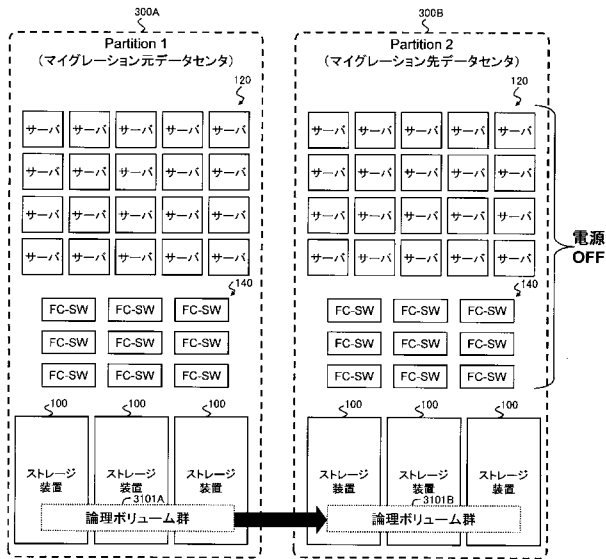 300A
Partition 1
(マイグレーション元データセンタ)
120
サーバ サーバ サーバ サーバ サーバ
サーバ サーバ サーバ サーバ サーバ
サーバ サーバ サーバ サーバ サーバ
サーバ サーバ サーバ サーバ サーバ
140
FC-SW FC-SW FC-SW
FC-SW FC-SW FC-SW
FC-SW FC-SW FC-SW
100 100 100
ストレージ装置 ストレージ装置 ストレージ装置
3101A
論理ボリューム群
300B
Partition 2
(マイグレーション先データセンタ)
120
サーバ サーバ サーバ サーバ サーバ
サーバ サーバ サーバ サーバ サーバ
サーバ サーバ サーバ サーバ サーバ
サーバ サーバ サーバ サーバ サーバ
140
FC-SW FC-SW FC-SW
FC-SW FC-SW FC-SW
FC-SW FC-SW FC-SW
100 100 100
ストレージ装置 ストレージ装置 ストレージ装置
3101B
論理ボリューム群
電源
OFF